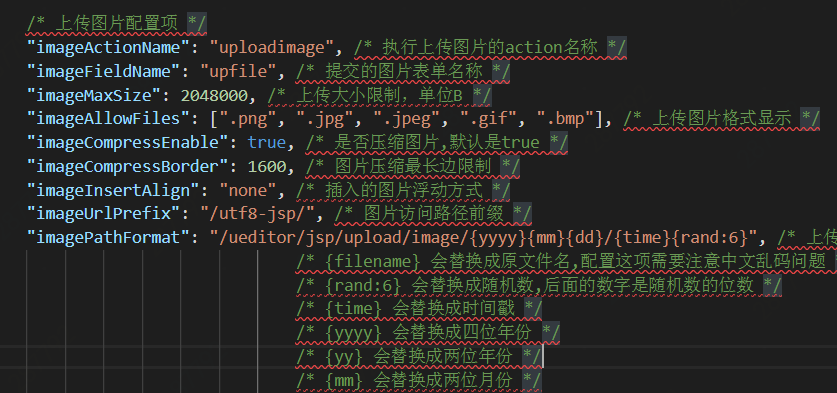 /* 上传图片配置项 */
"imageActionName": "uploadimage", /* 执行上传图片的action名称 */
"imageFieldName": "upfile", /* 提交的图片表单名称 */
"imageMaxSize": 2048000, /* 上传大小限制，单位B */
"imageAllowFiles": [".png", ".jpg", ".jpeg", ".gif", ".bmp"], /* 上传图片格式显示 */
"imageCompressEnable": true, /* 是否压缩图片,默认是true */
"imageCompressBorder": 1600, /* 图片压缩最长边限制 */
"imageInsertAlign": "none", /* 插入的图片浮动方式 */
"imageUrlPrefix": "/utf8-jsp/", /* 图片访问路径前缀 */
"imagePathFormat": "/ueditor/jsp/upload/image/{yyyy}{mm}{dd}/{time}{rand:6}", /* 上传
/* {filename} 会替换成原文件名,配置这项需要注意中文乱码问题 *
/* {rand:6} 会替换成随机数,后面的数字是随机数的位数 */
/* {time} 会替换成时间戳 */
/* {yyyy} 会替换成四位年份 */
/* {yy} 会替换成两位年份 */
/* {mm} 会替换成两位月份 */